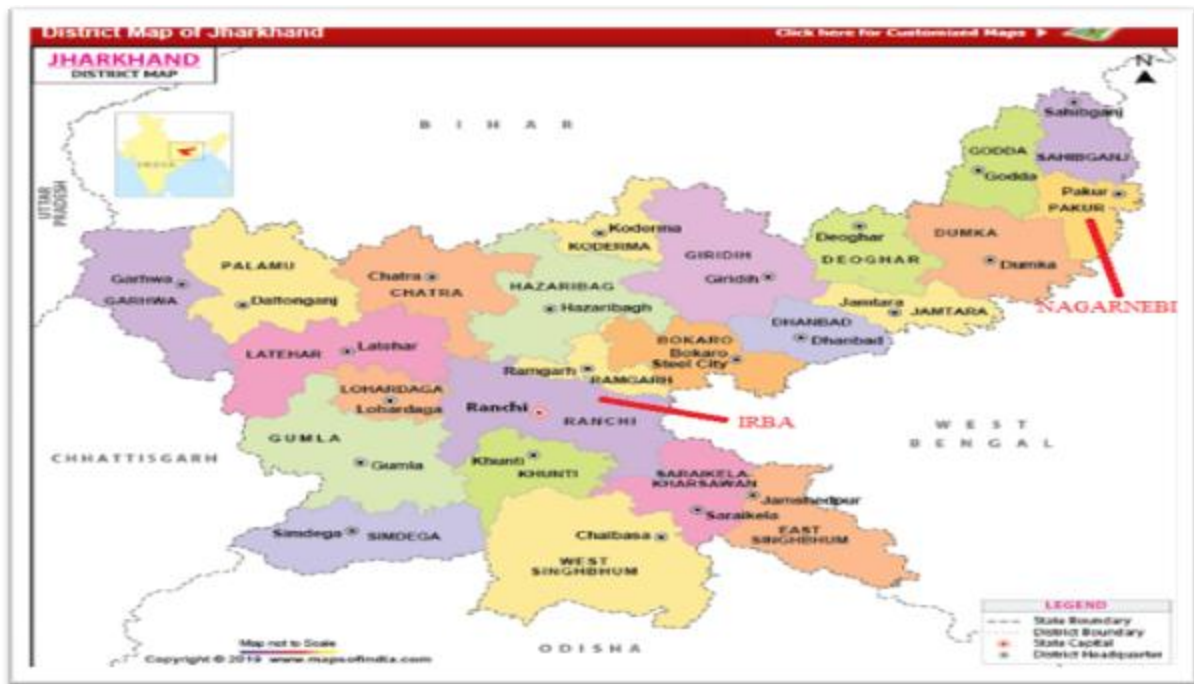 District Map of Jharkhand
Click here for Customized Maps
JHARKHAND
DISTRICT MAP
N
BIHAR
INDIA
UTTAR
PRADESH
Sahibganj
SAHIBGANJ
GODDA
Godda
Pakur
PAKUR
Koderma
KODERMA
Deoghar
DEOGHAR
DUMKA
Dumka
GIRIDIH
Giridih
PALAMU
Daltonganj
Garhwa
GARHWA
Chatra
CHATRA
HAZARIBAG
Hazaribagh
Jamtara
JAMTARA
NAGARNEBI
DHANBAD
Dhanbad
BOKARO
Bokaro
Steel City
LATEHAR
Latehar
Ramgarh
RAMGARH
LOHARDAGA
Lohardaga
Ranchi
RANCHI
IRBA
WEST
BENGAL
GUMLA
Gumla
CHHATTISGARH
Khunti
KHUNTI
SARAIKELA-
KHARSAWAN
Jamshedpur
Saraikela
EAST
SINGHBHUM
Simdega
SIMDEGA
Chaibasa
WEST
SINGHBHUM
ODISHA
LEGEND
State Boundary
District Boundary
State Capital
District Headquarter
Map not to Scale
Copyright © 2019 www.mapsofindia.com